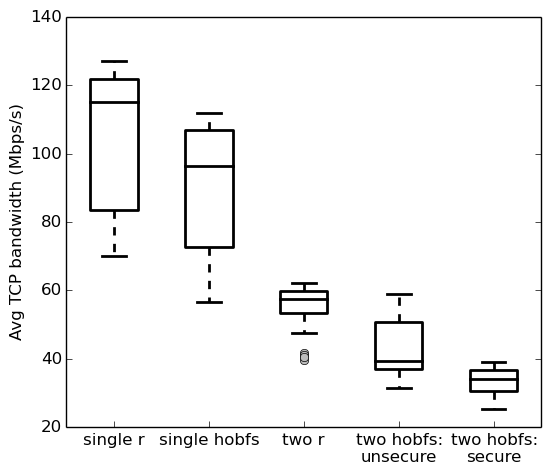 140
120
100
80
60
40
20
Avg TCP bandwidth (Mbps/s)
single r
single hobfs
two r
two hobfs:
unsecure
two hobfs:
secure